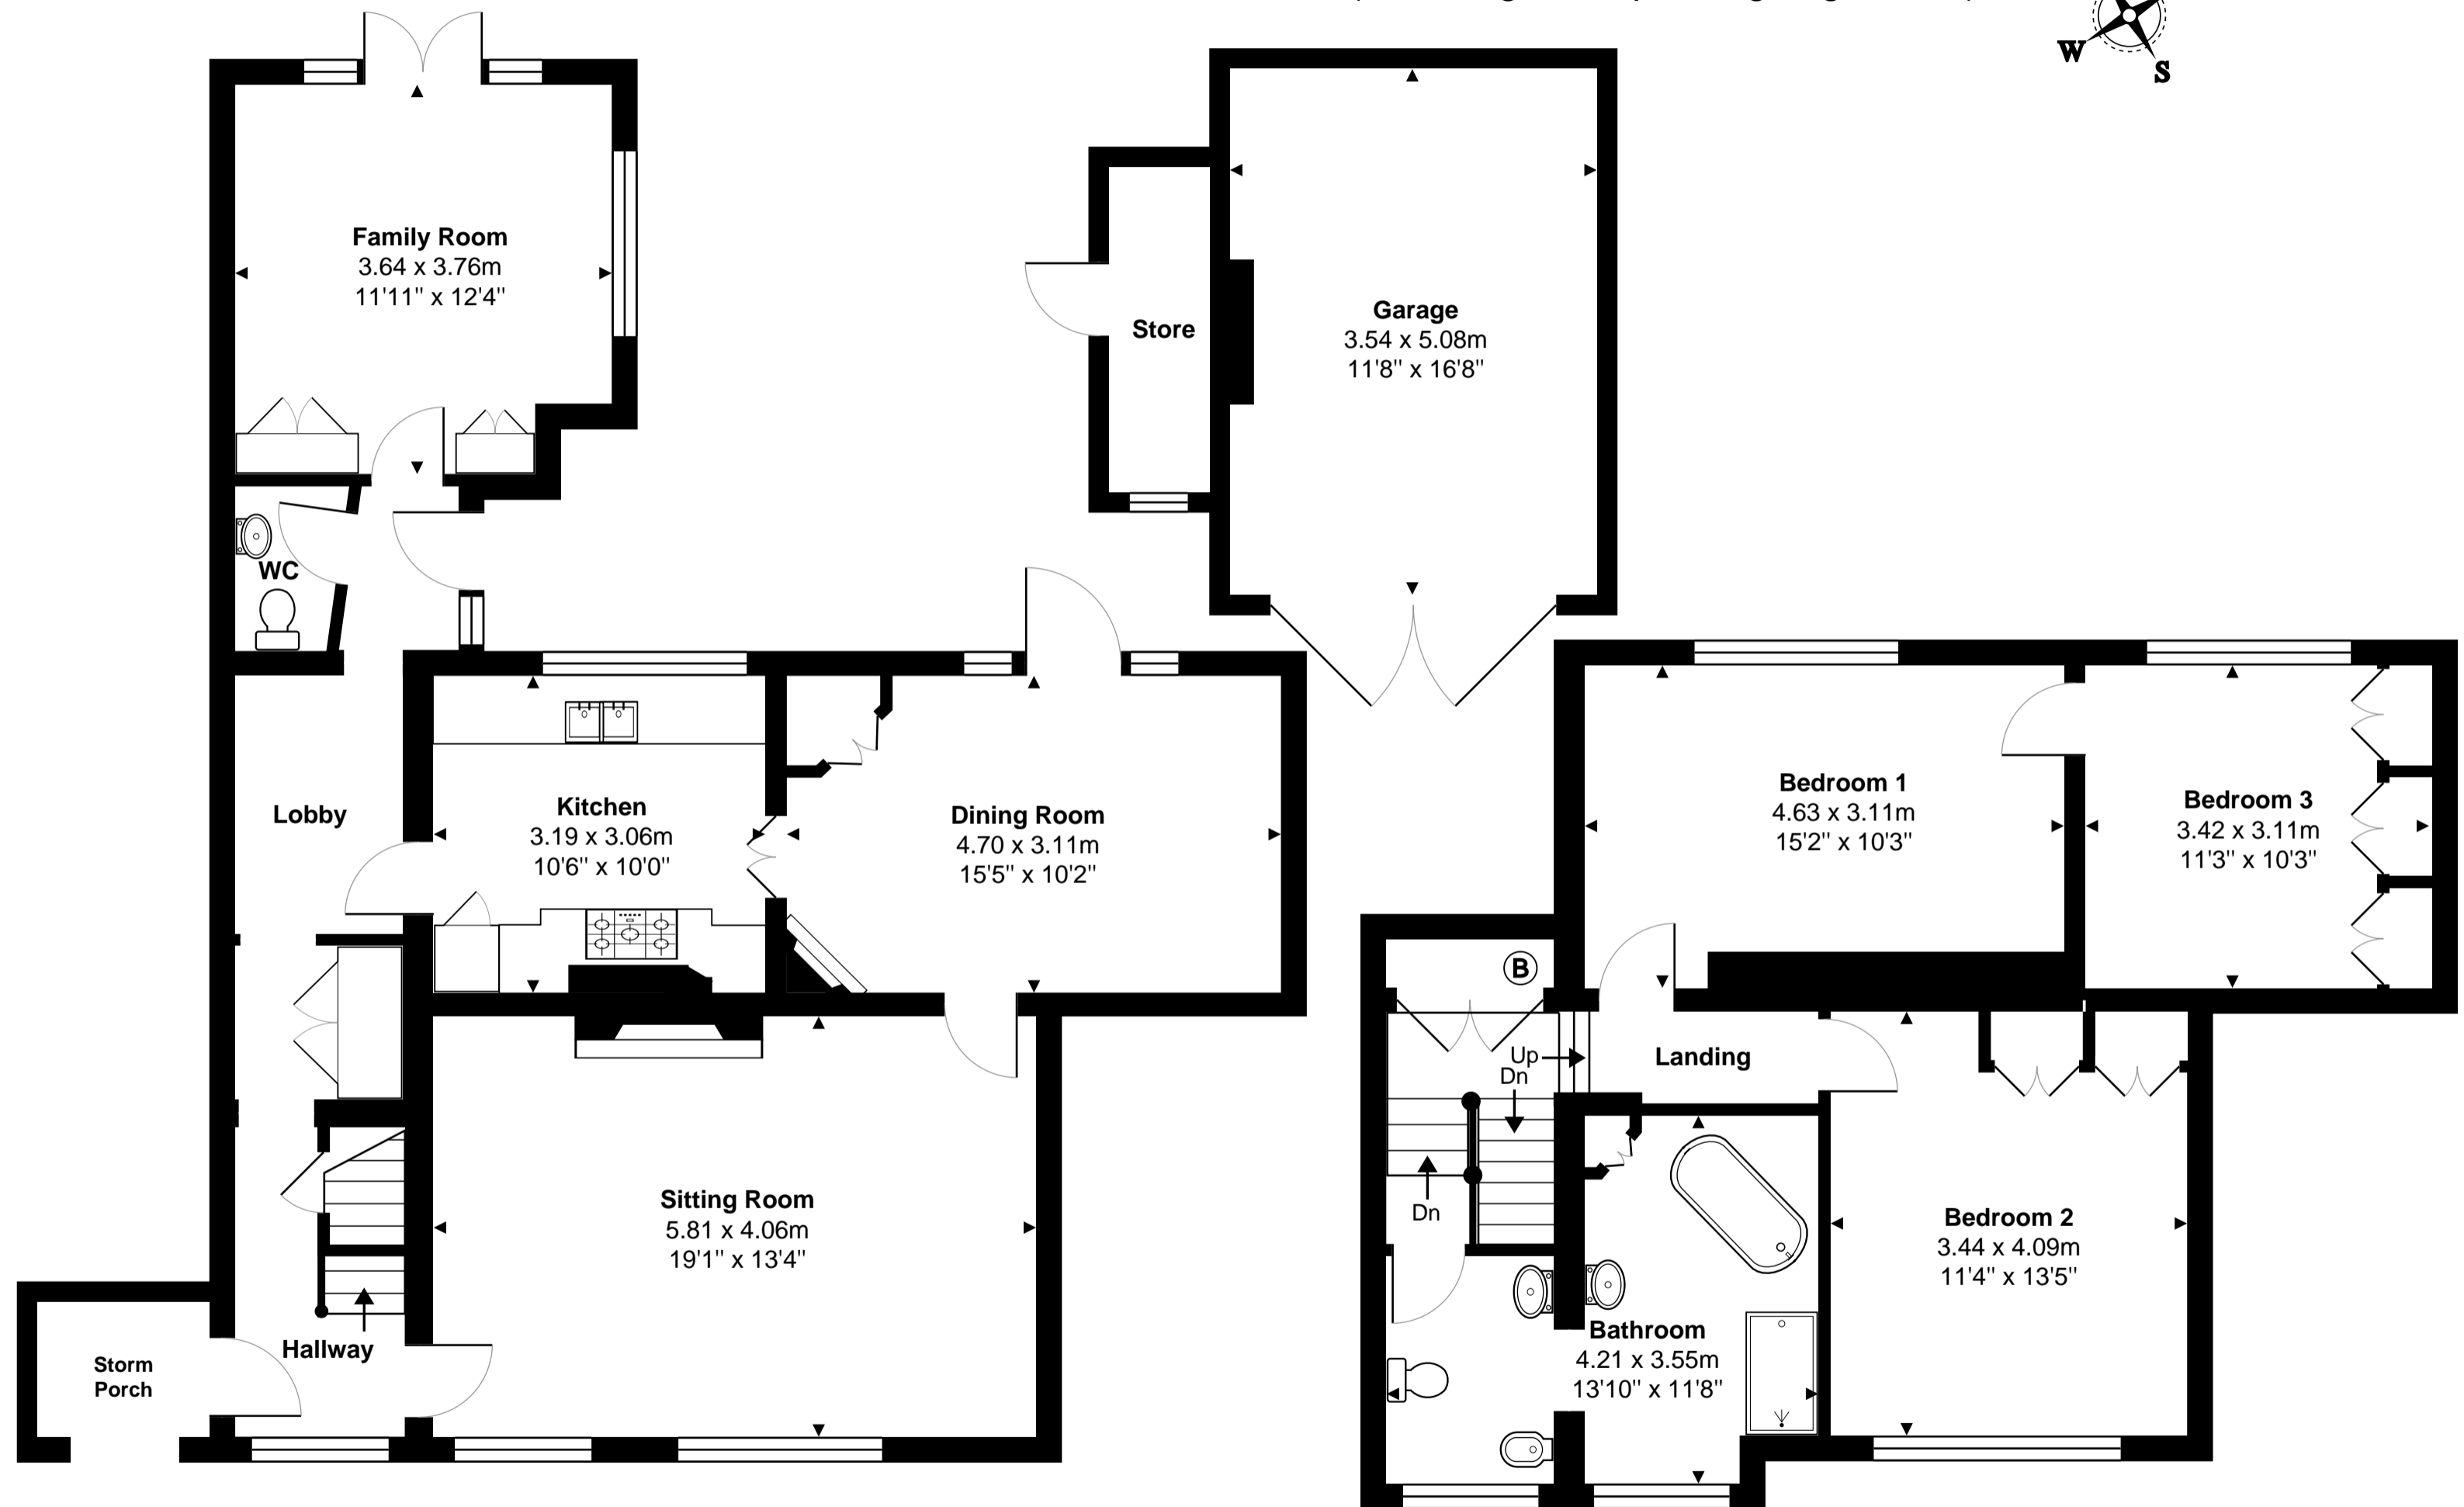 W
S
Family Room
3.64 x 3.76m
11'11" x 12'4"
Store
Garage
3.54 x 5.08m
11'8" x 16'8"
WC
Lobby
Kitchen
3.19 x 3.06m
10'6" x 10'0"
Dining Room
4.70 x 3.11m
15'5" x 10'2"
Bedroom 1
4.63 x 3.11m
15'2" x 10'3"
Bedroom 3
3.42 x 3.11m
11'3" x 10'3"
B
Up
Dn
Landing
Dn
Sitting Room
5.81 x 4.06m
19'1" x 13'4"
Bedroom 2
3.44 x 4.09m
11'4" x 13'5"
Hallway
Storm
Porch
Bathroom
4.21 x 3.55m
13'10" x 11'8"